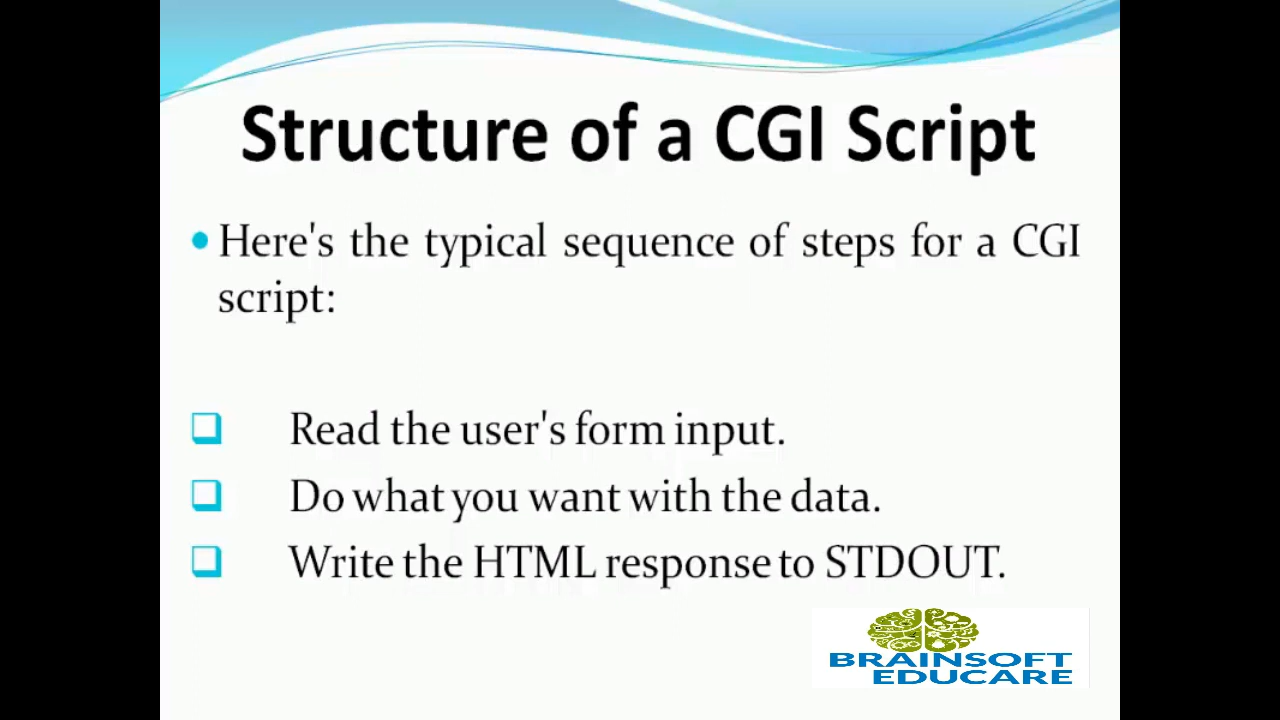 Structure of a CGI Script
Here's the typical sequence of steps for a CGI
script:
Read the user's form input.
Do what you want with the data.
Write the HTML response to STDOUT.
BRAINSOFT
EDUCARE